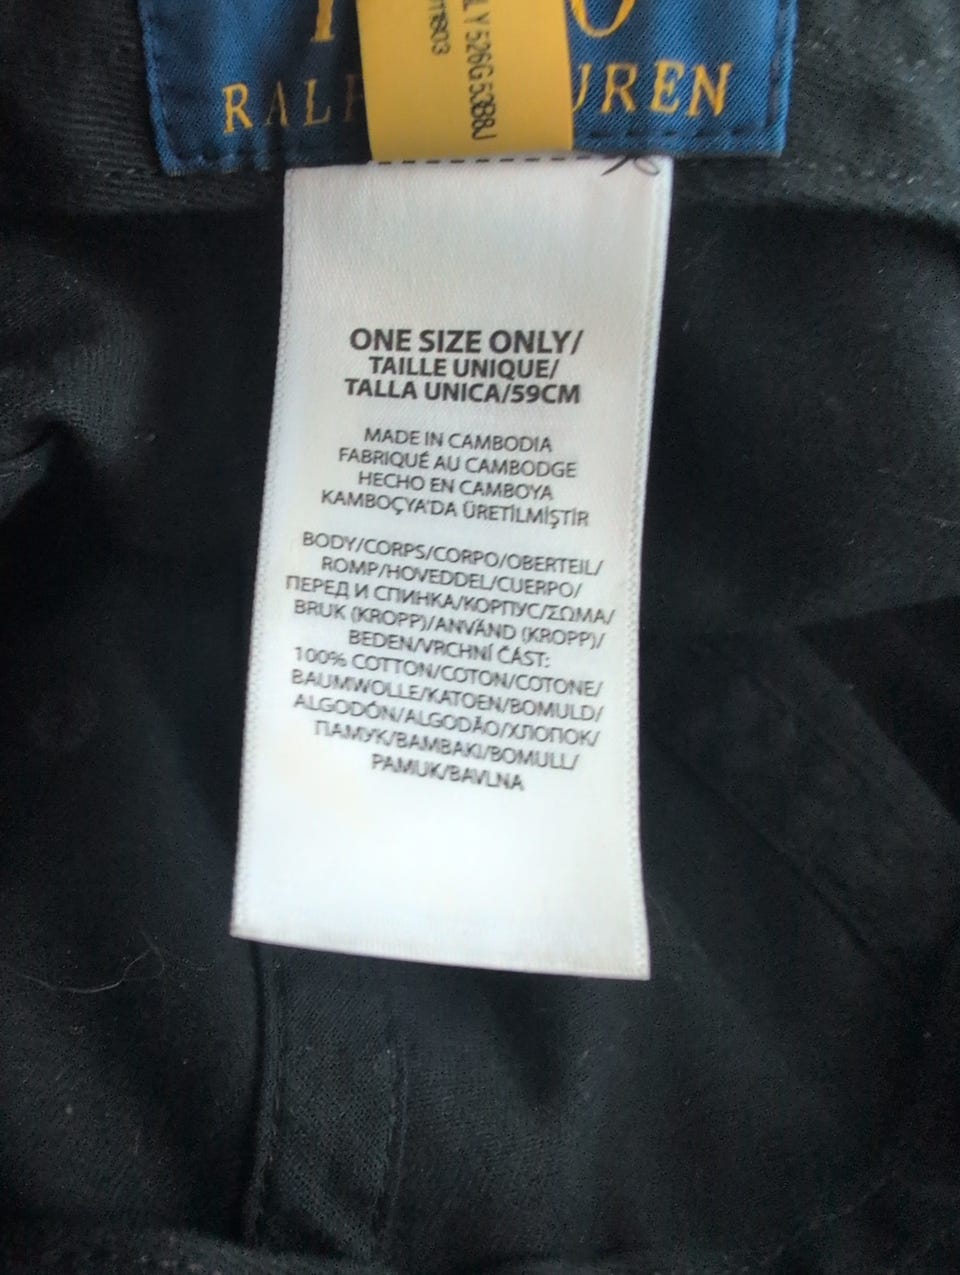 RALPH LAUREN
Y 526G53B8J
ONE SIZE ONLY/
TAILLE UNIQUE/
TALLA UNICA/59CM
MADE IN CAMBODIA
FABRIQUÉ AU CAMBODGE
HECHO EN CAMBOYA
KAMBOÇYA'DA ÜRETİLMİŞTİR
BODY/CORPS/CORPO/OBERTEIL/
ROMP/HOVEDDEL/CUERPO/
ПЕРЕД И СПИНКА/КОРПУС/ΣΩΜΑ/
BRUK (KROPP)/ANVÄND (KROPP)/
BEDEN/VRCHNÍ ČÁST:
100% COTTON/COTON/COTONE/
BAUMWOLLE/KATOEN/BOMULD/
ALGODÓN/ALGODÃO/ХЛОПОК/
ПАМУК/BAMBAKI/BOMULL/
PAMUK/BAVLNA